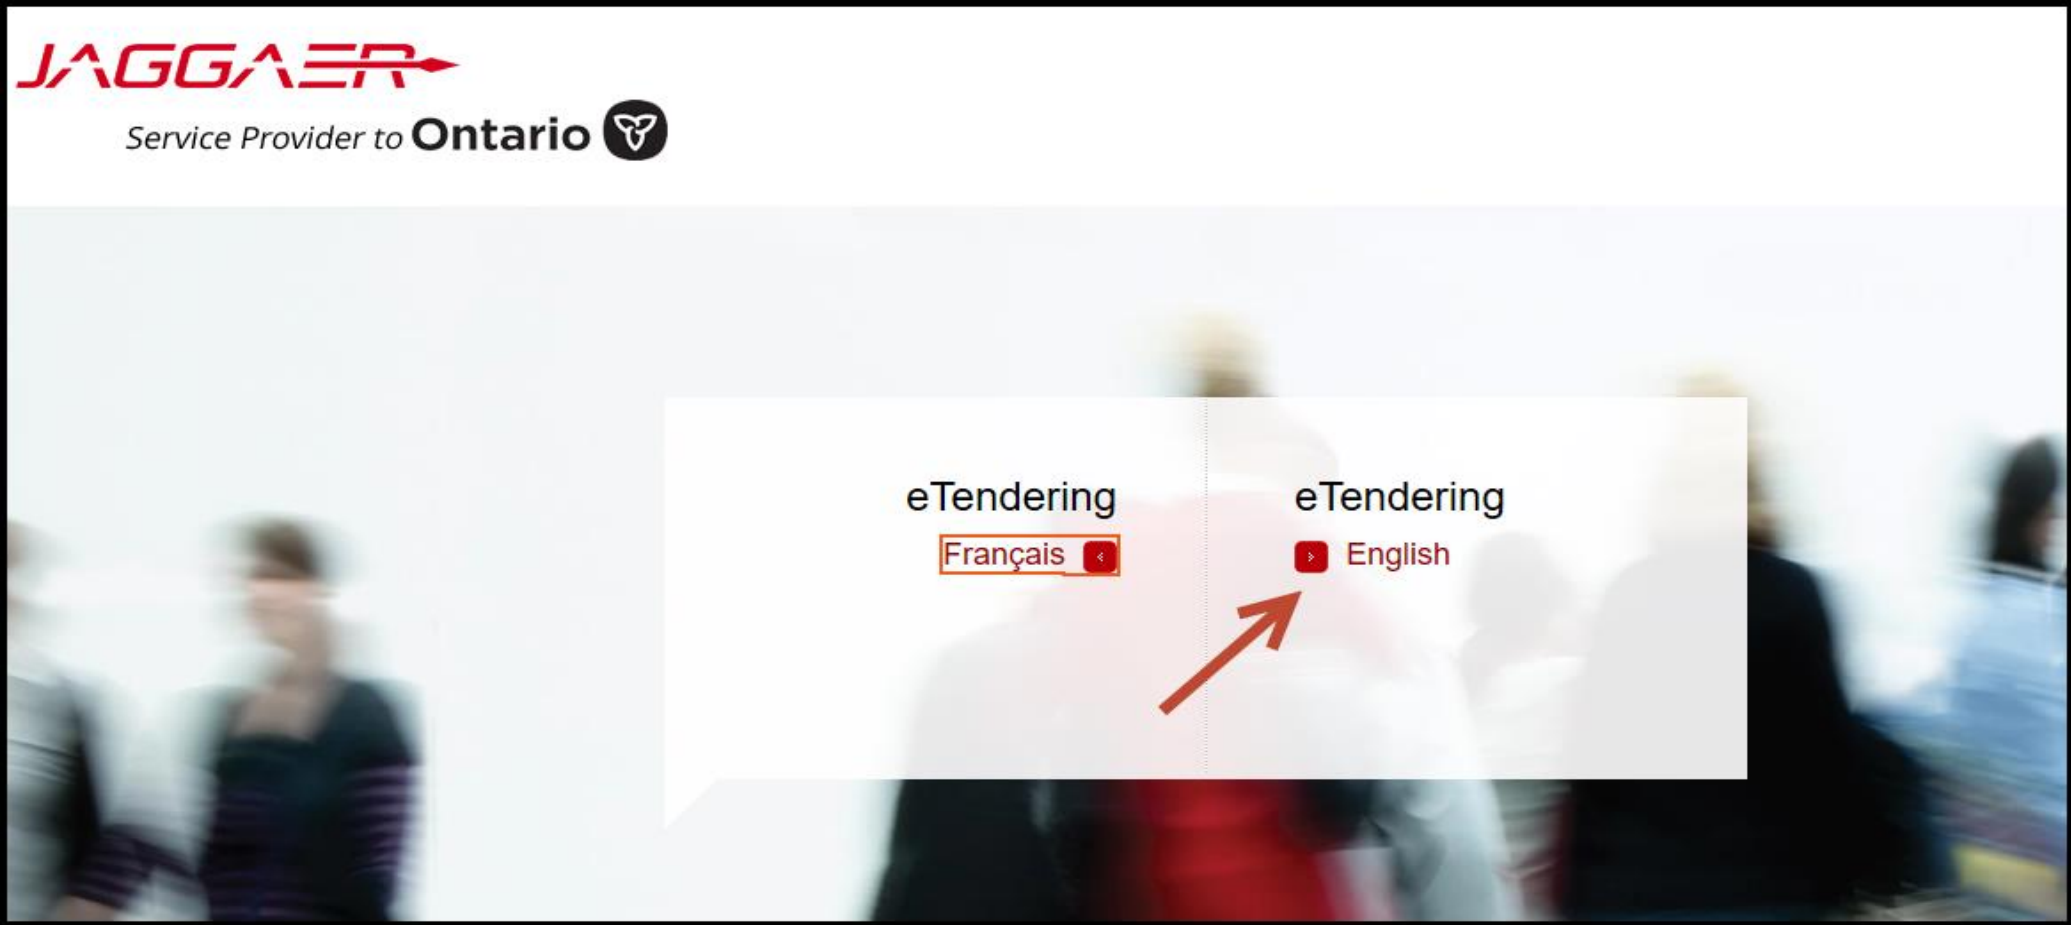 JAGGAER
Service Provider to Ontario
eTendering
Français
eTendering
English